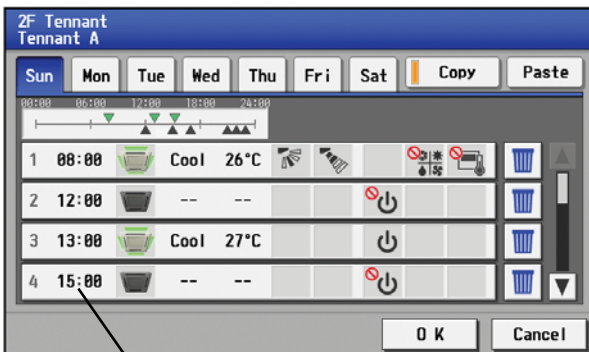 2F Tennant
Tennant A
Sun Mon Tue Wed Thu Fri Sat Copy Paste
00:00 06:00 12:00 18:00 24:00
1 08:00 Cool 26°C
2 12:00 -- --
3 13:00 Cool 27°C
4 15:00 -- --
OK Cancel